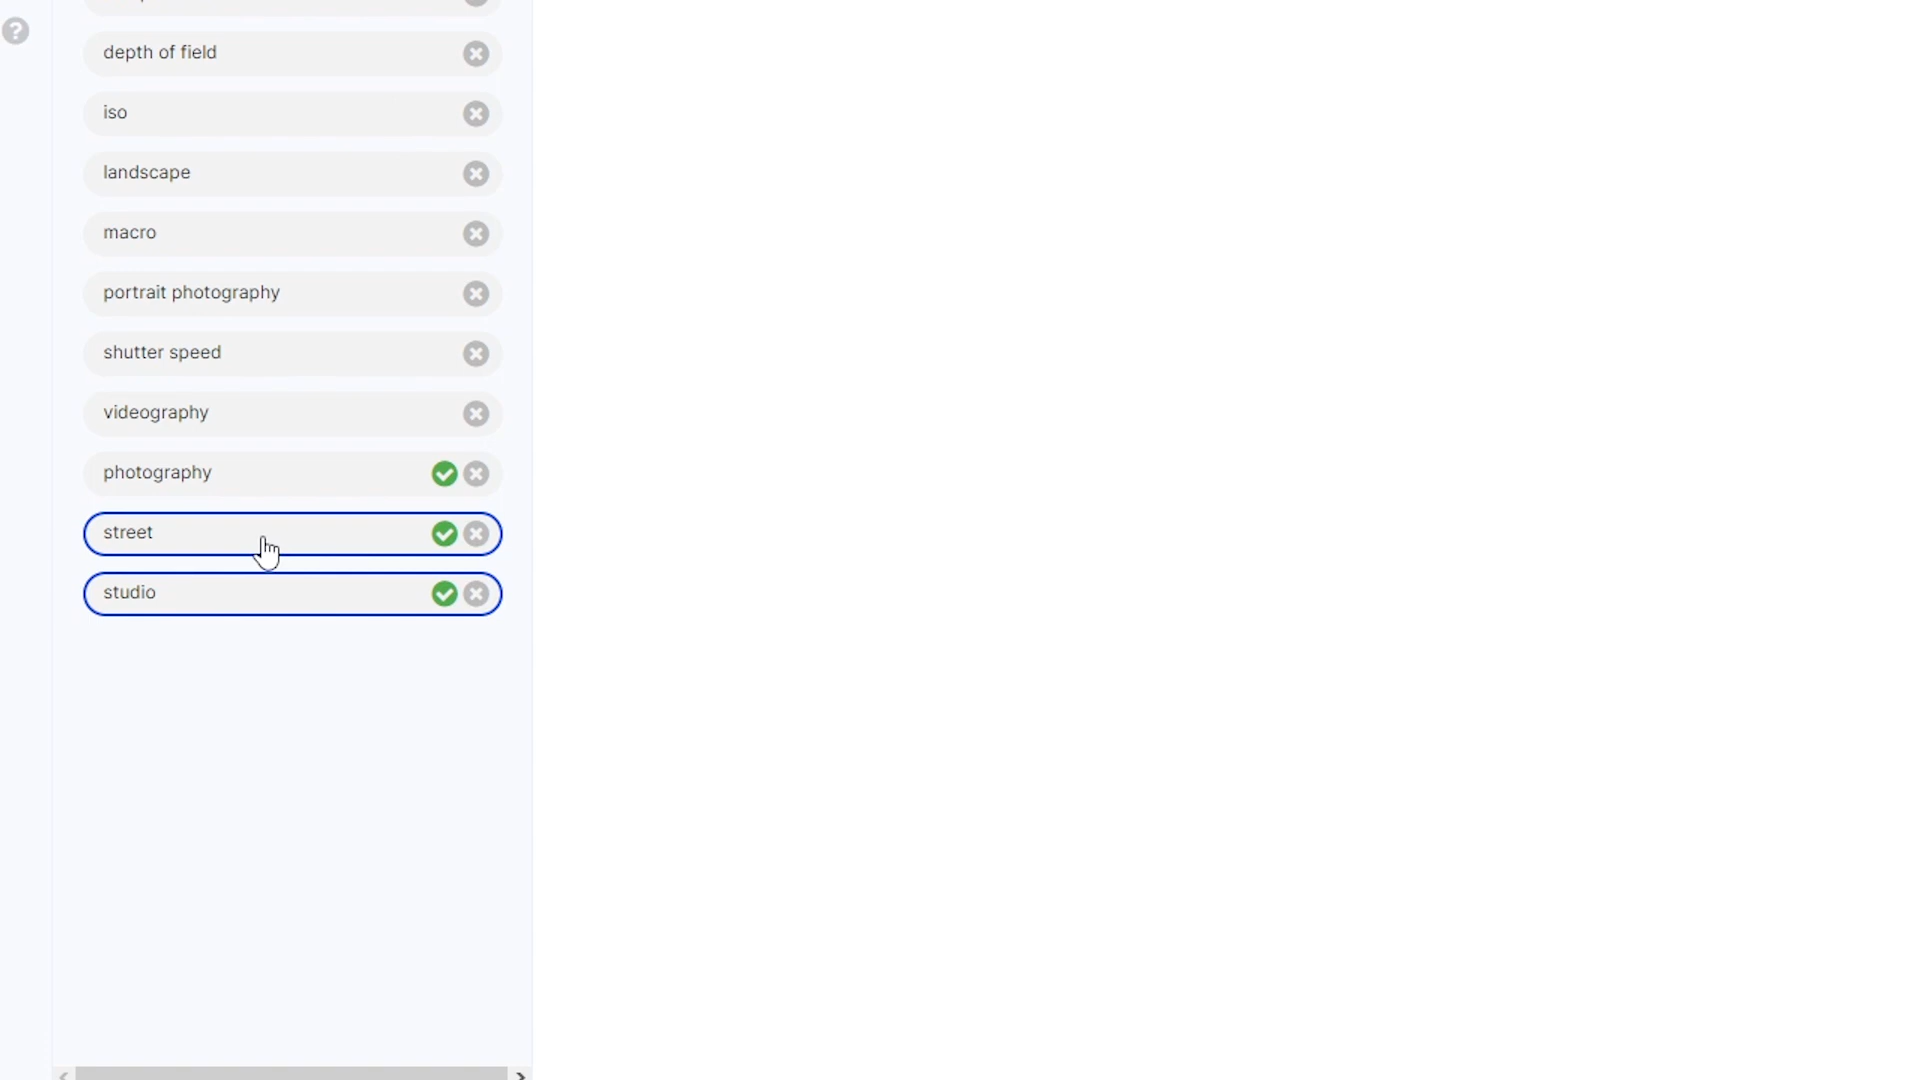 depth of field
iso
landscape
macro
portrait photography
shutter speed
videography
photography
street
studio